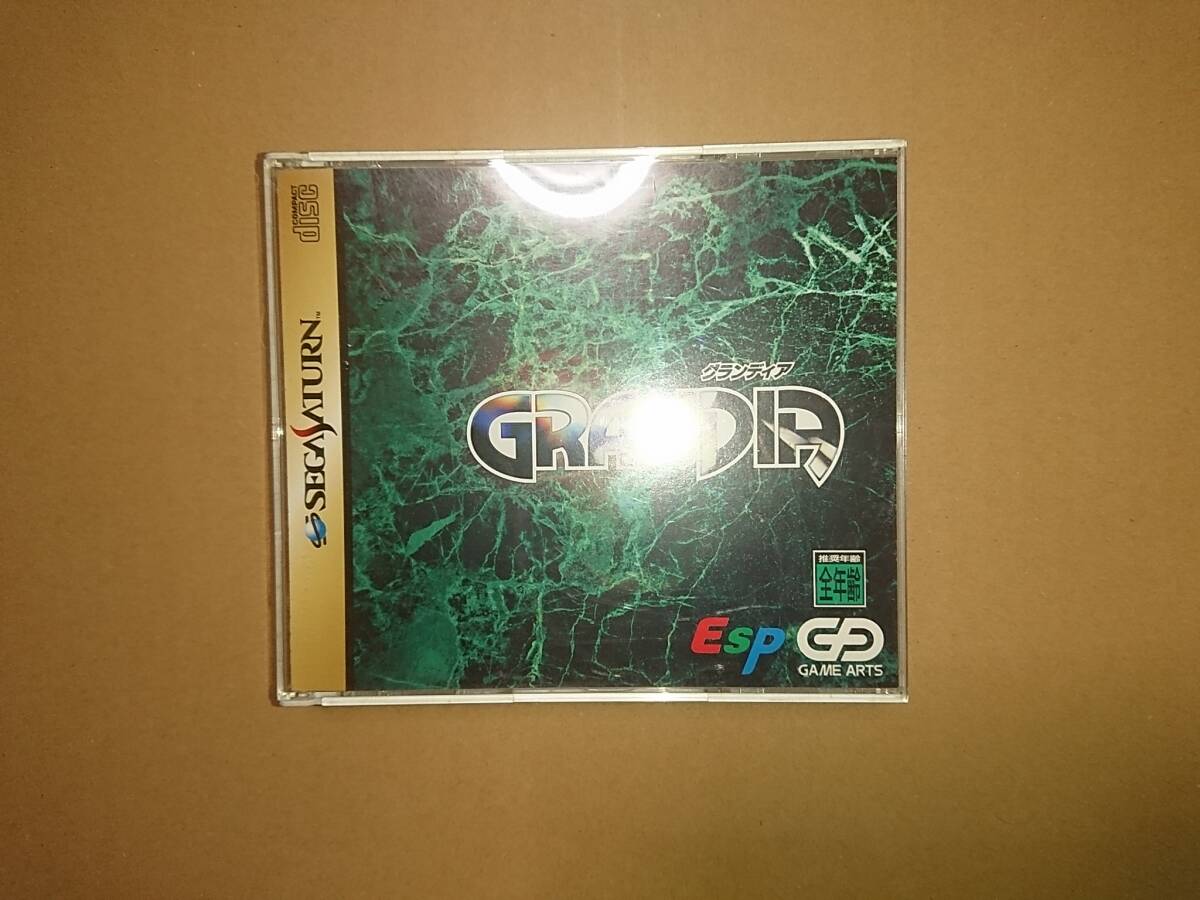 COMPACT
disc
SEGA SATURN™
グランディア
GRANDIA
推奨年齢
全年齢
Esp
GAME ARTS